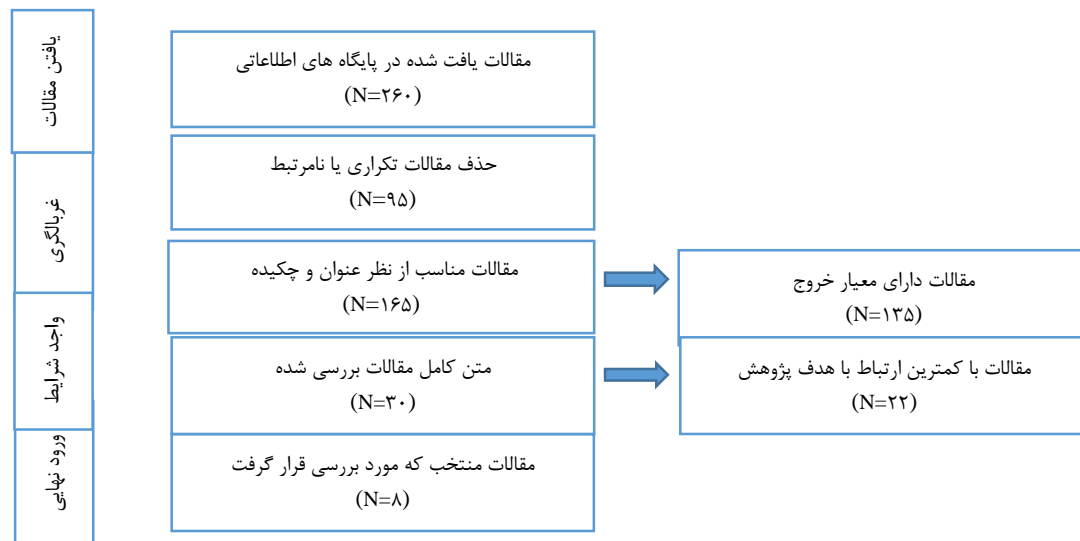 یافتن مقالات
مقالات یافت شده در پایگاه های اطلاعاتی
(N=۲۶۰)
غربالگری
حذف مقالات تکراری یا نامرتبط
(N=۹۵)
مقالات مناسب از نظر عنوان و چکیده
(N=۱۶۵)
مقالات دارای معیار خروج
(N=۱۳۵)
واجد شرایط
متن کامل مقالات بررسی شده
(N=۳۰)
مقالات با کمترین ارتباط با هدف پژوهش
(N=۲۲)
ورود نهایی
مقالات منتخب که مورد بررسی قرار گرفت
(N=۸)